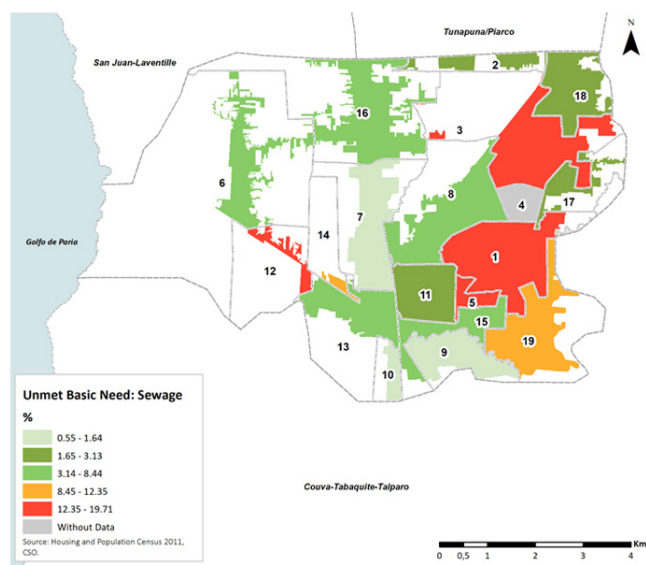 Tunapuna/Piarco
N
San Juan-Laventille
2
18
16
3
6
8
4
17
7
14
1
12
11
5
15
13
9
19
10
Golfo de Paria
Unmet Basic Need: Sewage
%
0.55 - 1.64
1.65 - 3.13
3.14 - 8.44
8.45 - 12.35
12.35 - 19.71
Without Data
Source: Housing and Population Census 2011,
CSO.
Couva-Tabaquite-Talparo
Km
0 0,5 1 2 3 4